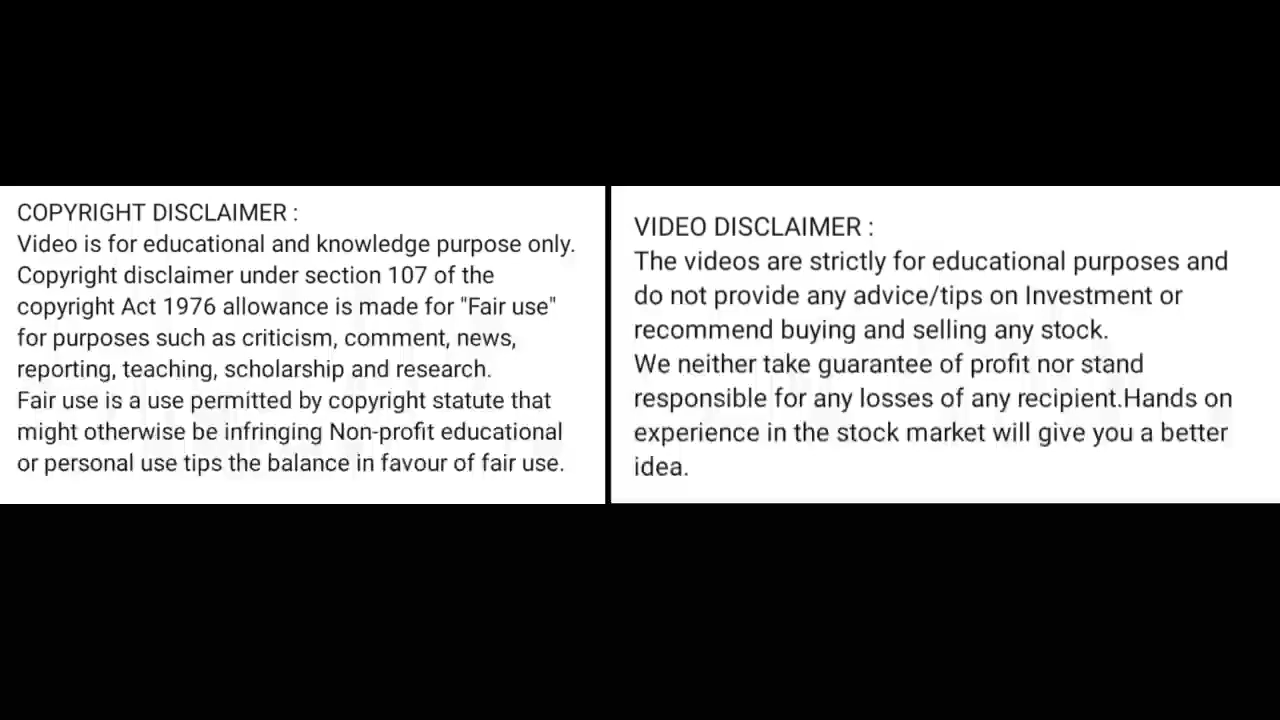 COPYRIGHT DISCLAIMER :
Video is for educational and knowledge purpose only.
Copyright disclaimer under section 107 of the
copyright Act 1976 allowance is made for "Fair use"
for purposes such as criticism, comment, news,
reporting, teaching, scholarship and research.
Fair use is a use permitted by copyright statute that
might otherwise be infringing Non-profit educational
or personal use tips the balance in favour of fair use.
VIDEO DISCLAIMER :
The videos are strictly for educational purposes and
do not provide any advice/tips on Investment or
recommend buying and selling any stock.
We neither take guarantee of profit nor stand
responsible for any losses of any recipient.Hands on
experience in the stock market will give you a better
idea.